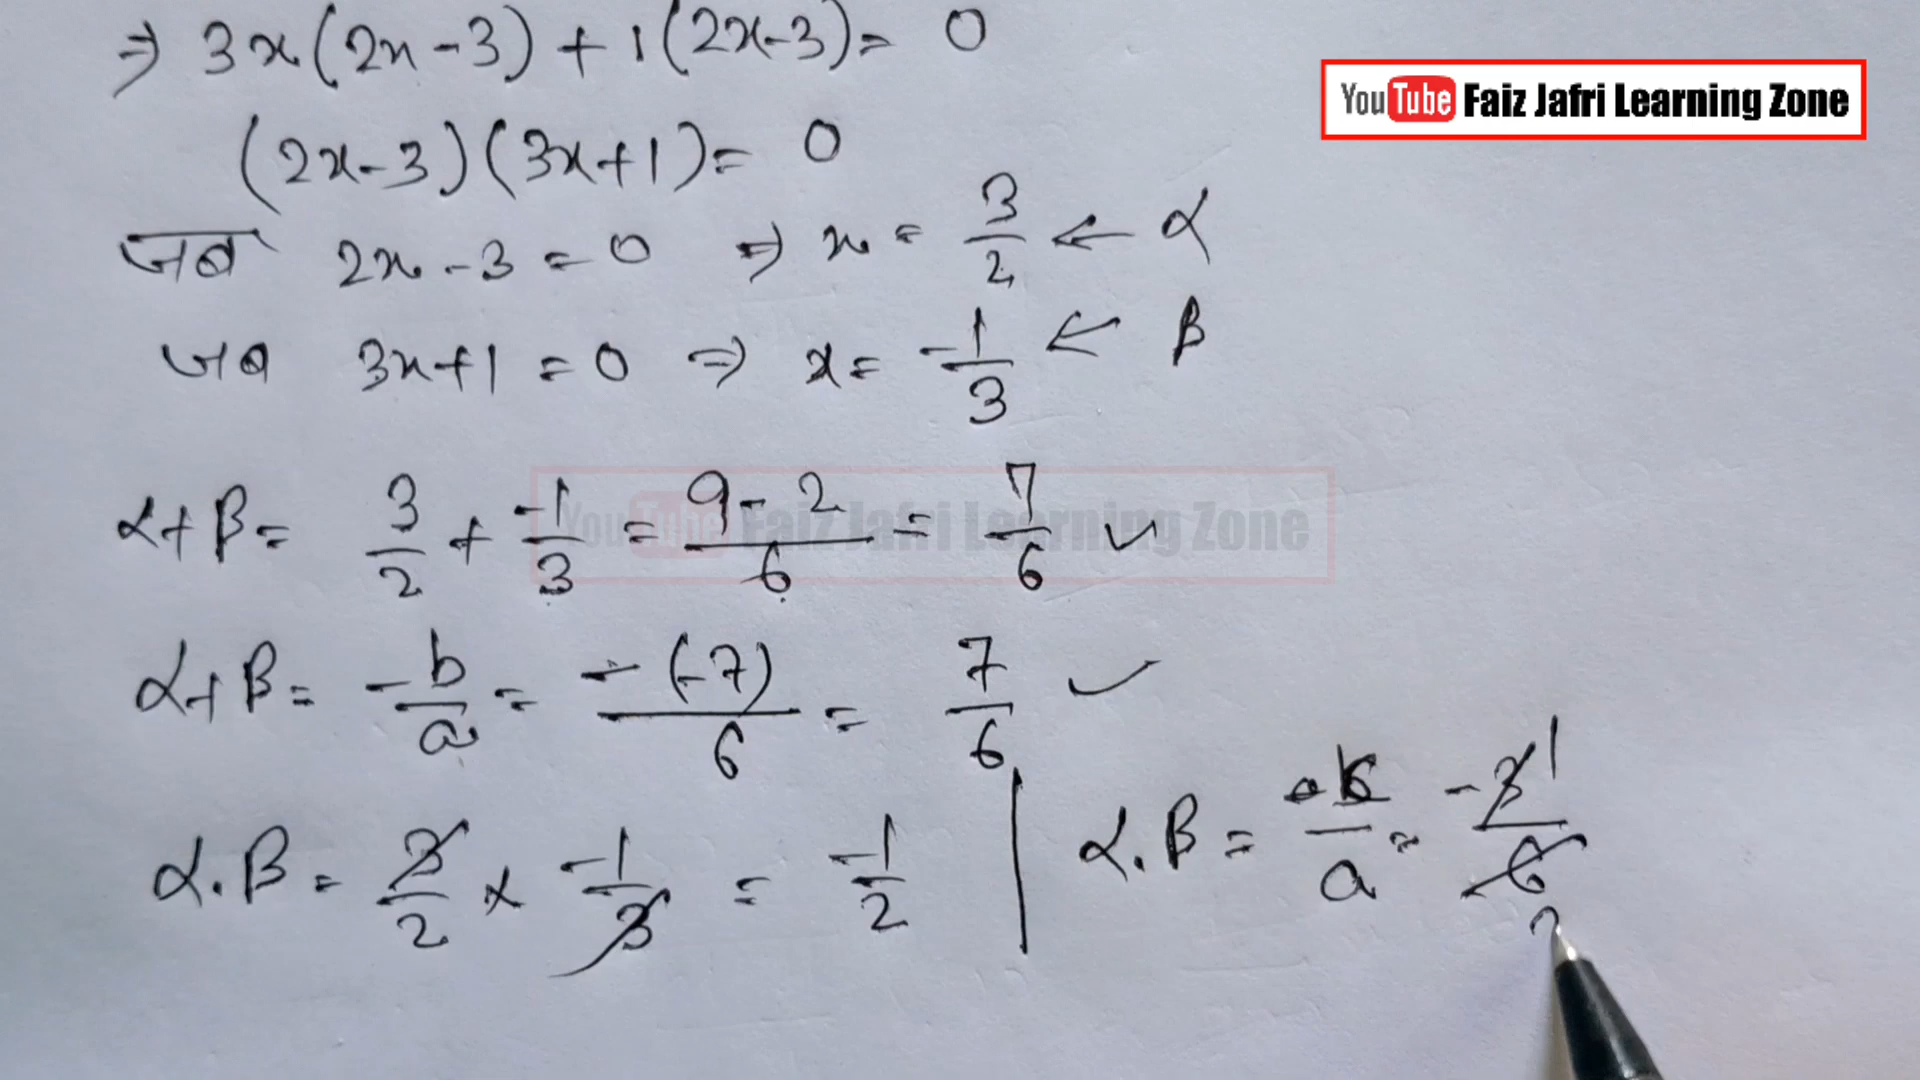 ⇒ 3x(2x-3)+1(2x-3)= 0
YouTube Faiz Jafri Learning Zone
(2x-3)(3x+1)= 0
जब 2x-3=0 ⇒ x = 3/2 ← α
जब 3x+1=0 ⇒ x = -1/3 ← β
α+β= 3/2 + -1/3 = 9-2/6 = 7/6 ✓
YouTube Faiz Jafri Learning Zone
α+β= -b/a = -(-7)/6 = 7/6 ✓
α.β= 3/2 × -1/3 = -1/2
α.β= c/a = -3 1/6 2